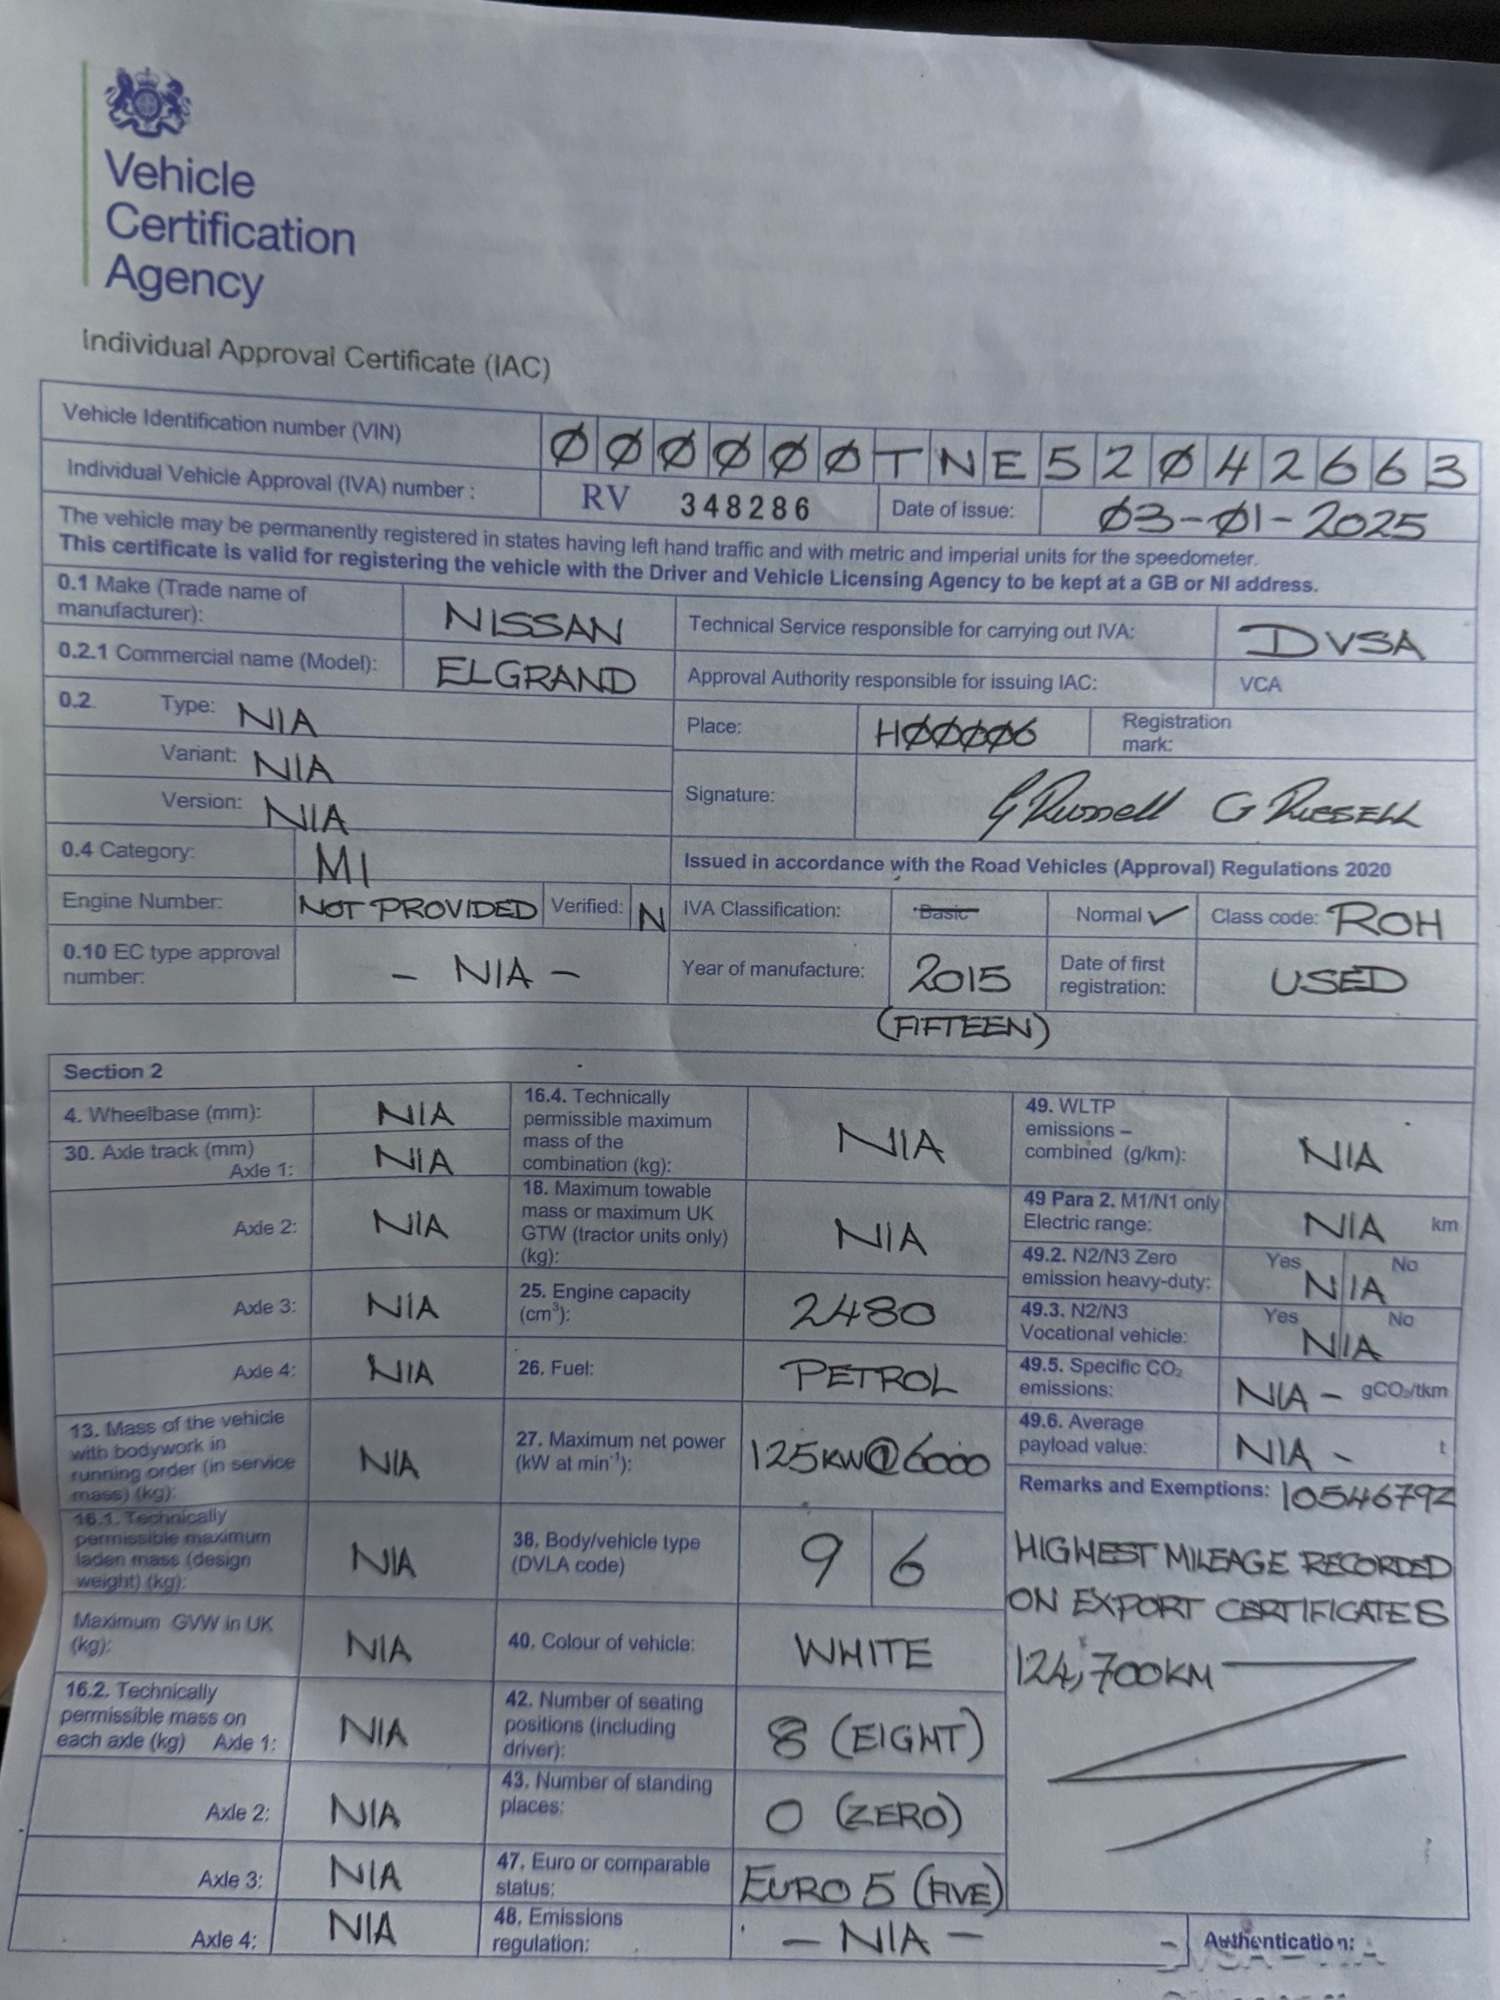 Vehicle
Certification
Agency
Individual Approval Certificate (IAC)
Vehicle Identification number (VIN) ØØØØØØTNE52Ø42663
Individual Vehicle Approval (IVA) number : RV 348286 Date of issue: Ø3-Ø1-2025
The vehicle may be permanently registered in states having left hand traffic and with metric and imperial units for the speedometer.
This certificate is valid for registering the vehicle with the Driver and Vehicle Licensing Agency to be kept at a GB or NI address.
0.1 Make (Trade name of manufacturer): NISSAN
Technical Service responsible for carrying out IVA: DVSA
0.2.1 Commercial name (Model): ELGRAND
Approval Authority responsible for issuing IAC: VCA
0.2. Type: N/A
Place: HØØØØ6 Registration mark:
Variant: N/A
Version: N/A
Signature: G Russell G RUSSELL
0.4 Category: M1
Issued in accordance with the Road Vehicles (Approval) Regulations 2020
Engine Number: NOT PROVIDED Verified: N
IVA Classification: Basic Normal ✓ Class code: ROH
0.10 EC type approval number: - N/A -
Year of manufacture: 2015 (FIFTEEN)
Date of first registration: USED
Section 2
4. Wheelbase (mm): N/A
30. Axle track (mm) Axle 1: N/A
Axle 2: N/A
Axle 3: N/A
Axle 4: N/A
13. Mass of the vehicle with bodywork in running order (in service mass) (kg): N/A
16.1. Technically permissible maximum laden mass (design weight) (kg): N/A
Maximum GVW in UK (kg): N/A
16.2. Technically permissible mass on each axle (kg) Axle 1: N/A
Axle 2: N/A
Axle 3: N/A
Axle 4: N/A
16.4. Technically permissible maximum mass of the combination (kg): N/A
18. Maximum towable mass or maximum UK GTW (tractor units only) (kg): N/A
25. Engine capacity (cm³): 2480
26. Fuel: PETROL
27. Maximum net power (kW at min⁻¹): 125KW@6000
38. Body/vehicle type (DVLA code) 9 6
40. Colour of vehicle: WHITE
42. Number of seating positions (including driver): 8 (EIGHT)
43. Number of standing places: 0 (ZERO)
47. Euro or comparable status: EURO 5 (FIVE)
48. Emissions regulation: - N/A -
49. WLTP emissions – combined (g/km): N/A
49 Para 2. M1/N1 only Electric range: N/A km
49.2. N2/N3 Zero emission heavy-duty: Yes No N/A
49.3. N2/N3 Vocational vehicle: Yes No N/A
49.5. Specific CO₂ emissions: N/A - gCO₂/tkm
49.6. Average payload value: N/A - t
Remarks and Exemptions: 10546792
HIGHEST MILEAGE RECORDED
ON EXPORT CERTIFICATE IS
124,700KM
Authentication: